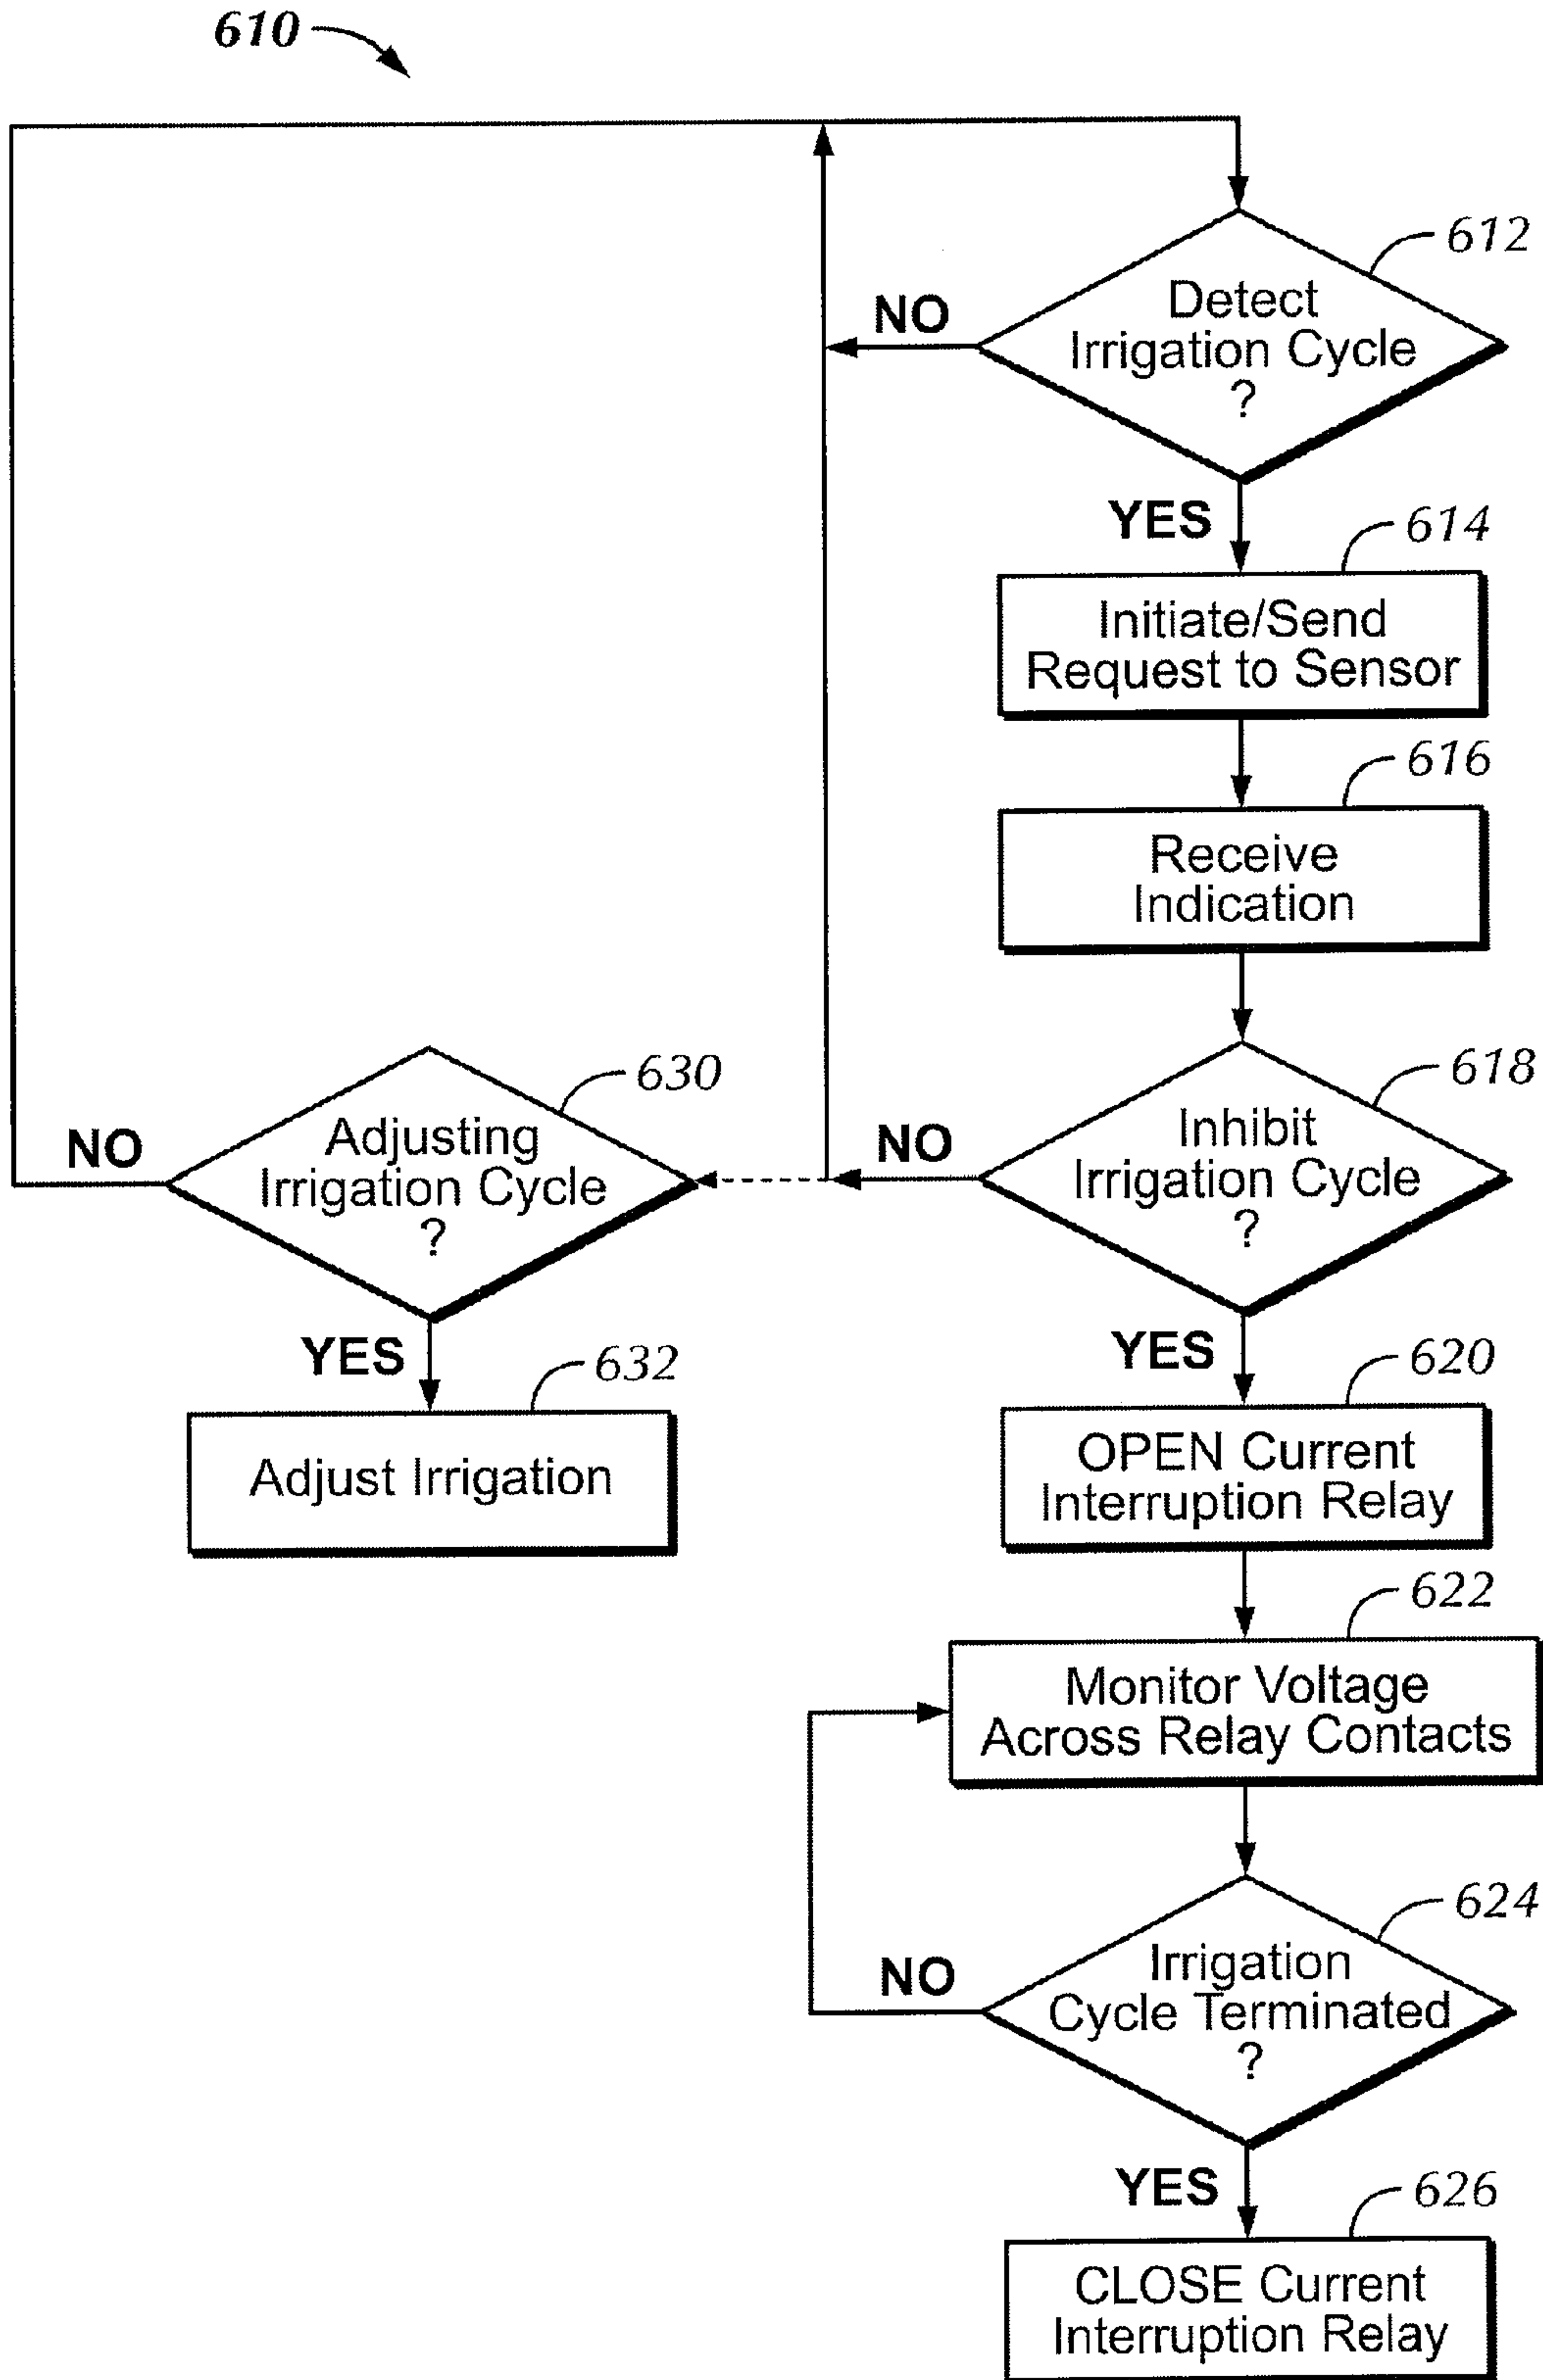 610
612
Detect
Irrigation Cycle
?
NO
YES
614
Initiate/Send
Request to Sensor
616
Receive
Indication
618
Inhibit
Irrigation Cycle
?
NO
YES
630
Adjusting
Irrigation Cycle
?
NO
YES
632
Adjust Irrigation
620
OPEN Current
Interruption Relay
622
Monitor Voltage
Across Relay Contacts
624
Irrigation
Cycle Terminated
?
NO
YES
626
CLOSE Current
Interruption Relay